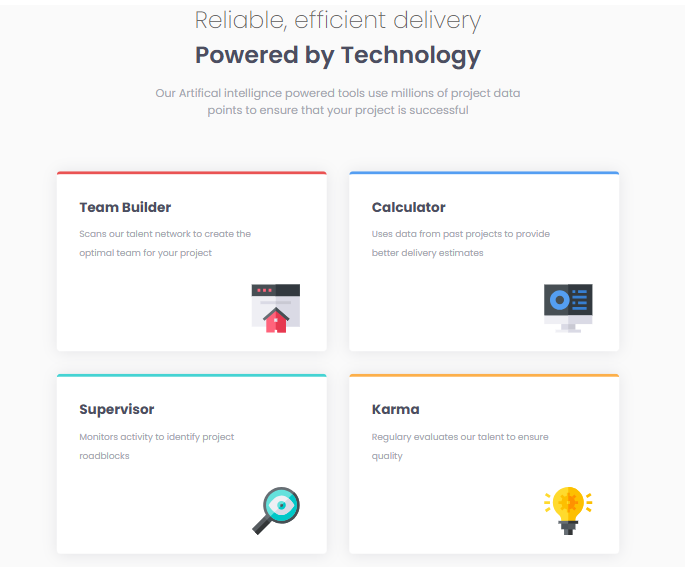 Reliable, efficient delivery
Powered by Technology
Our Artifical intellignce powered tools use millions of project data
points to ensure that your project is successful
Team Builder
Scans our talent network to create the
optimal team for your project
Calculator
Uses data from past projects to provide
better delivery estimates
Supervisor
Monitors activity to identify project
roadblocks
Karma
Regulary evaluates our talent to ensure
quality